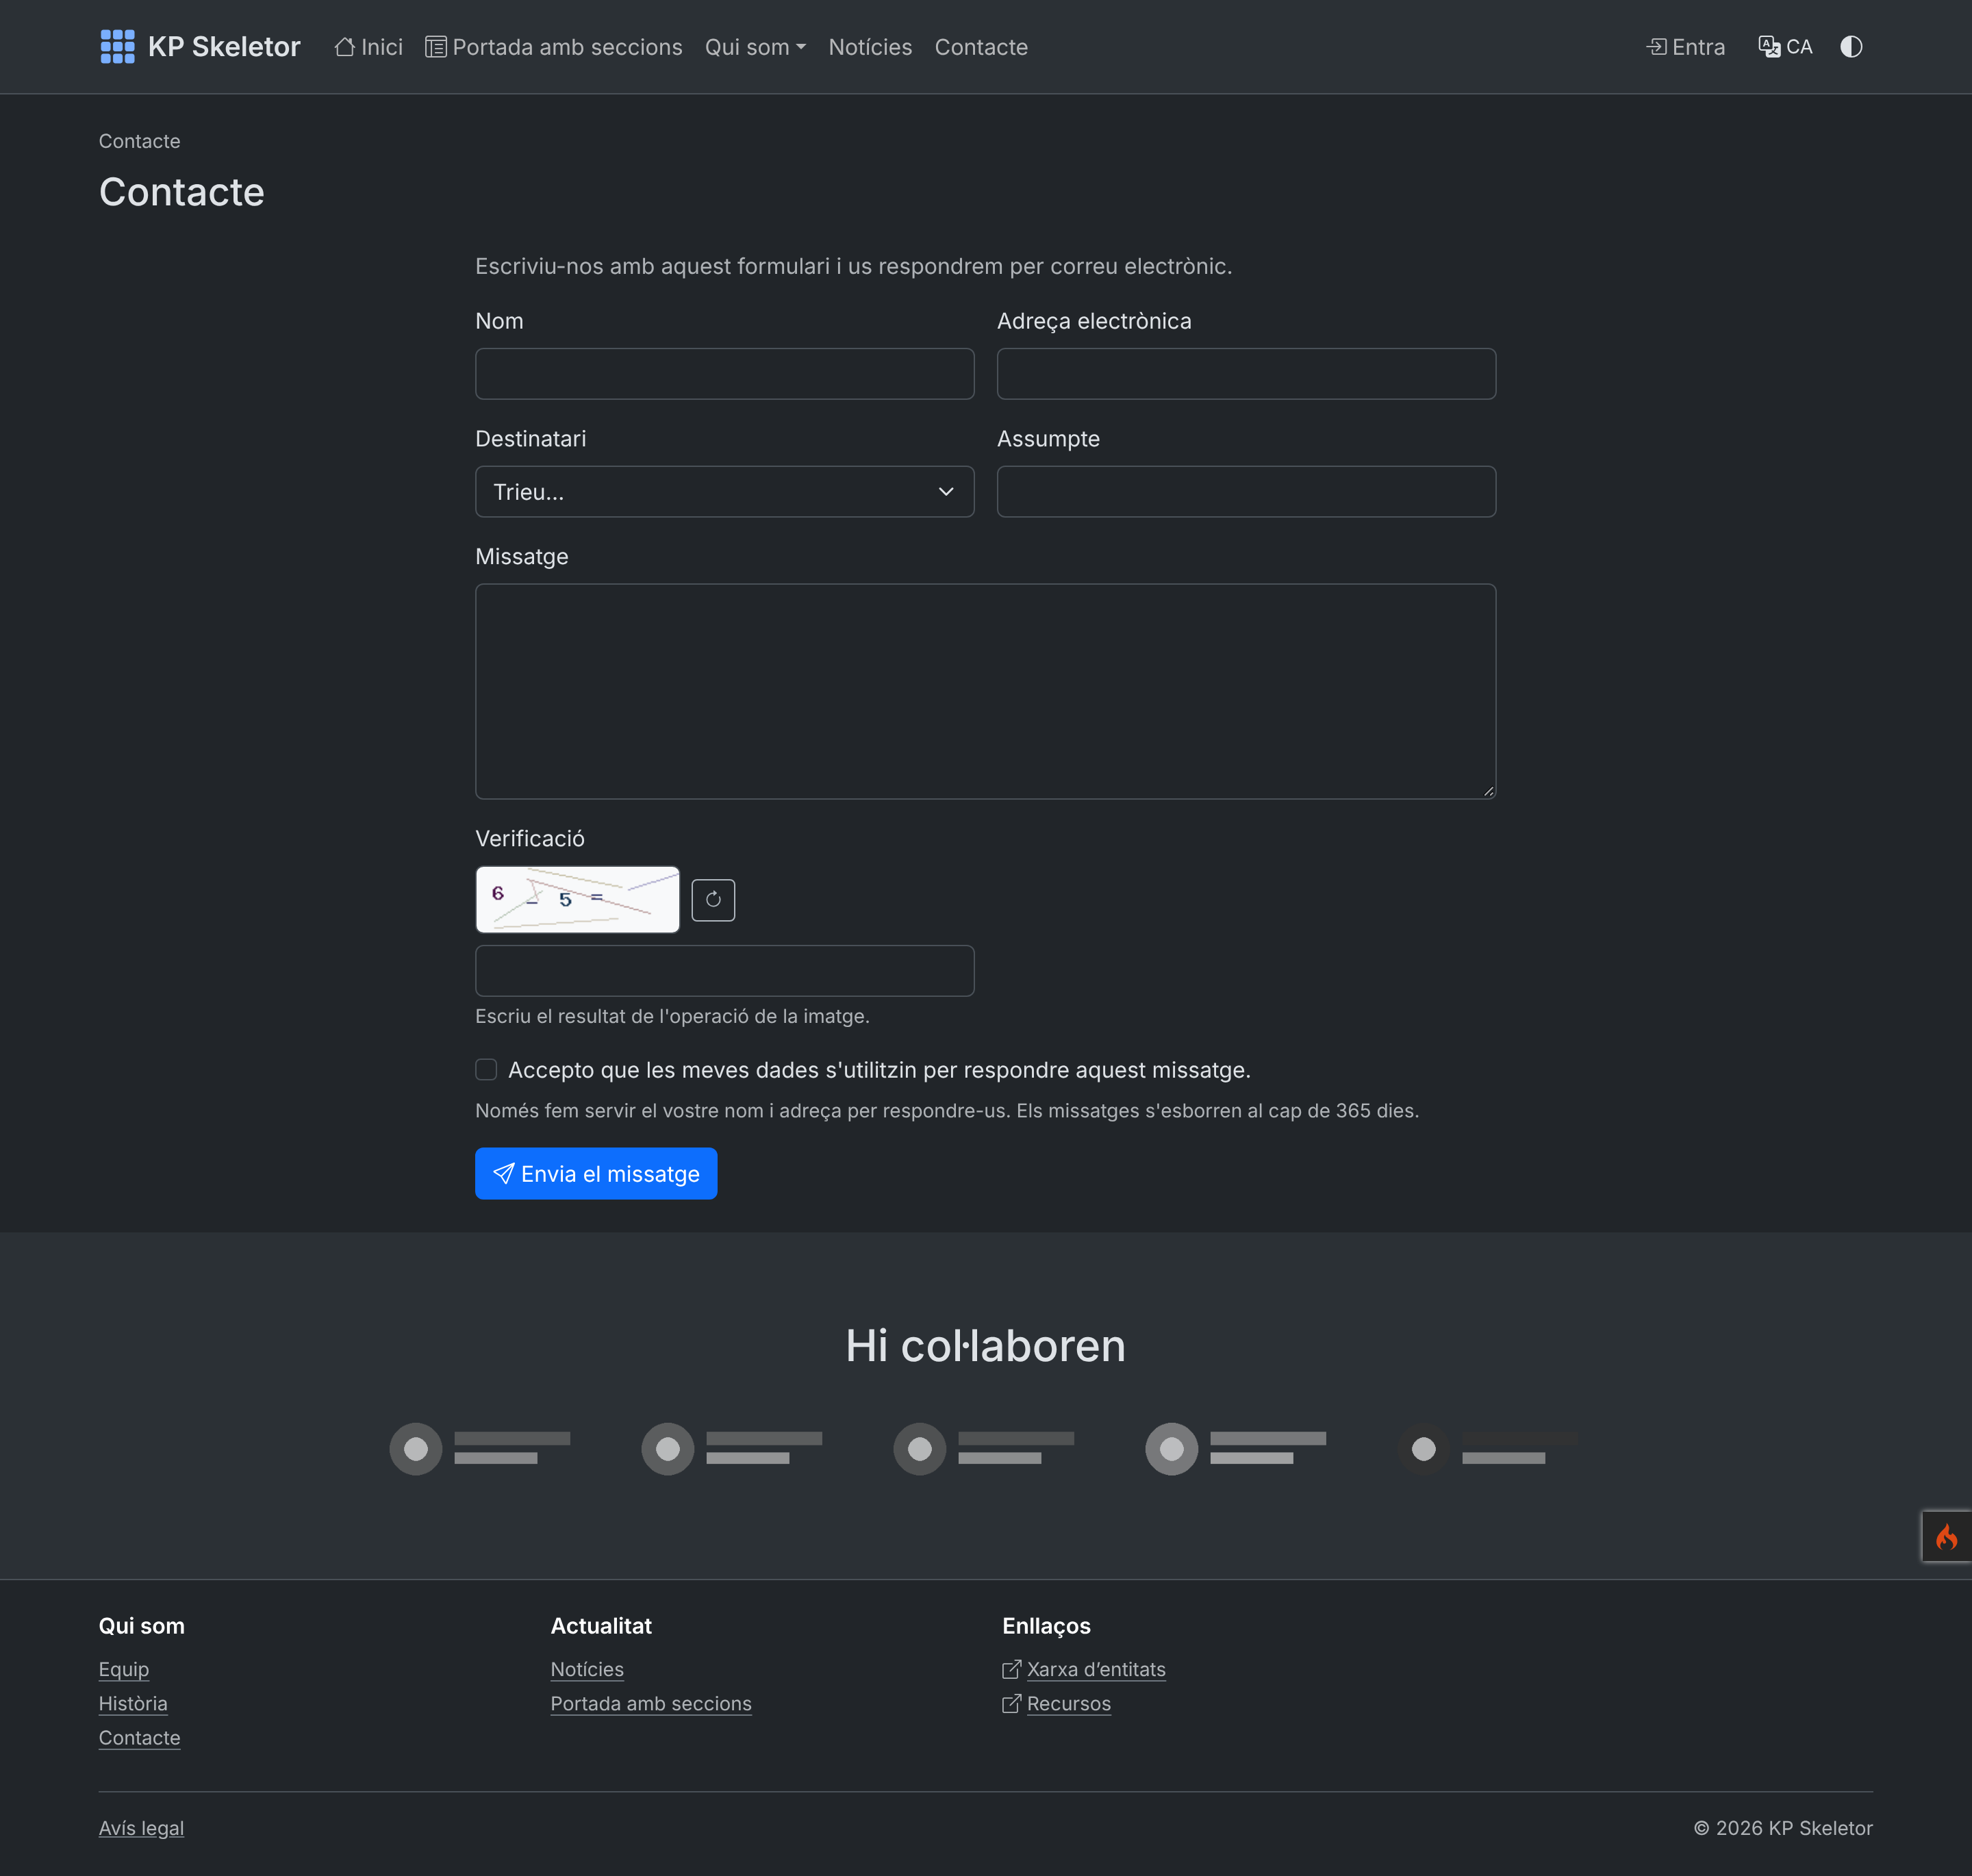 KP Skeletor Inici Portada amb seccions Qui som Notícies Contacte Entra CA
Contacte
Contacte
Escriviu-nos amb aquest formulari i us respondrem per correu electrònic.
Nom Adreça electrònica
Destinatari Assumpte
Trieu...
Missatge
Verificació
6 - 5 =
Escriu el resultat de l'operació de la imatge.
Accepto que les meves dades s'utilitzin per respondre aquest missatge.
Només fem servir el vostre nom i adreça per respondre-us. Els missatges s'esborren al cap de 365 dies.
Envia el missatge
Hi col·laboren
Qui som
Equip
Història
Contacte
Actualitat
Notícies
Portada amb seccions
Enllaços
Xarxa d’entitats
Recursos
Avís legal
© 2026 KP Skeletor